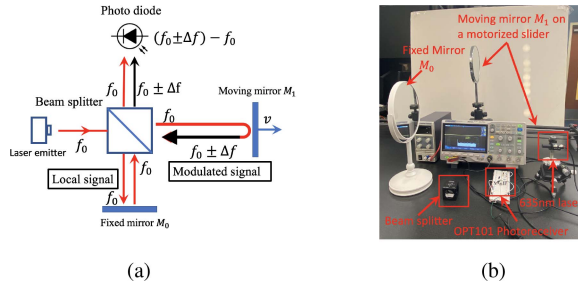 Photo diode
(f₀ ± Δf) − f₀
f₀
f₀ ± Δf
Beam splitter
f₀
Moving mirror M₁
v
Laser emitter
f₀
f₀ ± Δf
Local signal
f₀
f₀
Modulated signal
Fixed mirror M₀
(a)
Moving mirror M₁ on
a motorized slider
Fixed Mirror
M₀
635nm laser
Beam splitter
OPT101 Photoreceiver
(b)